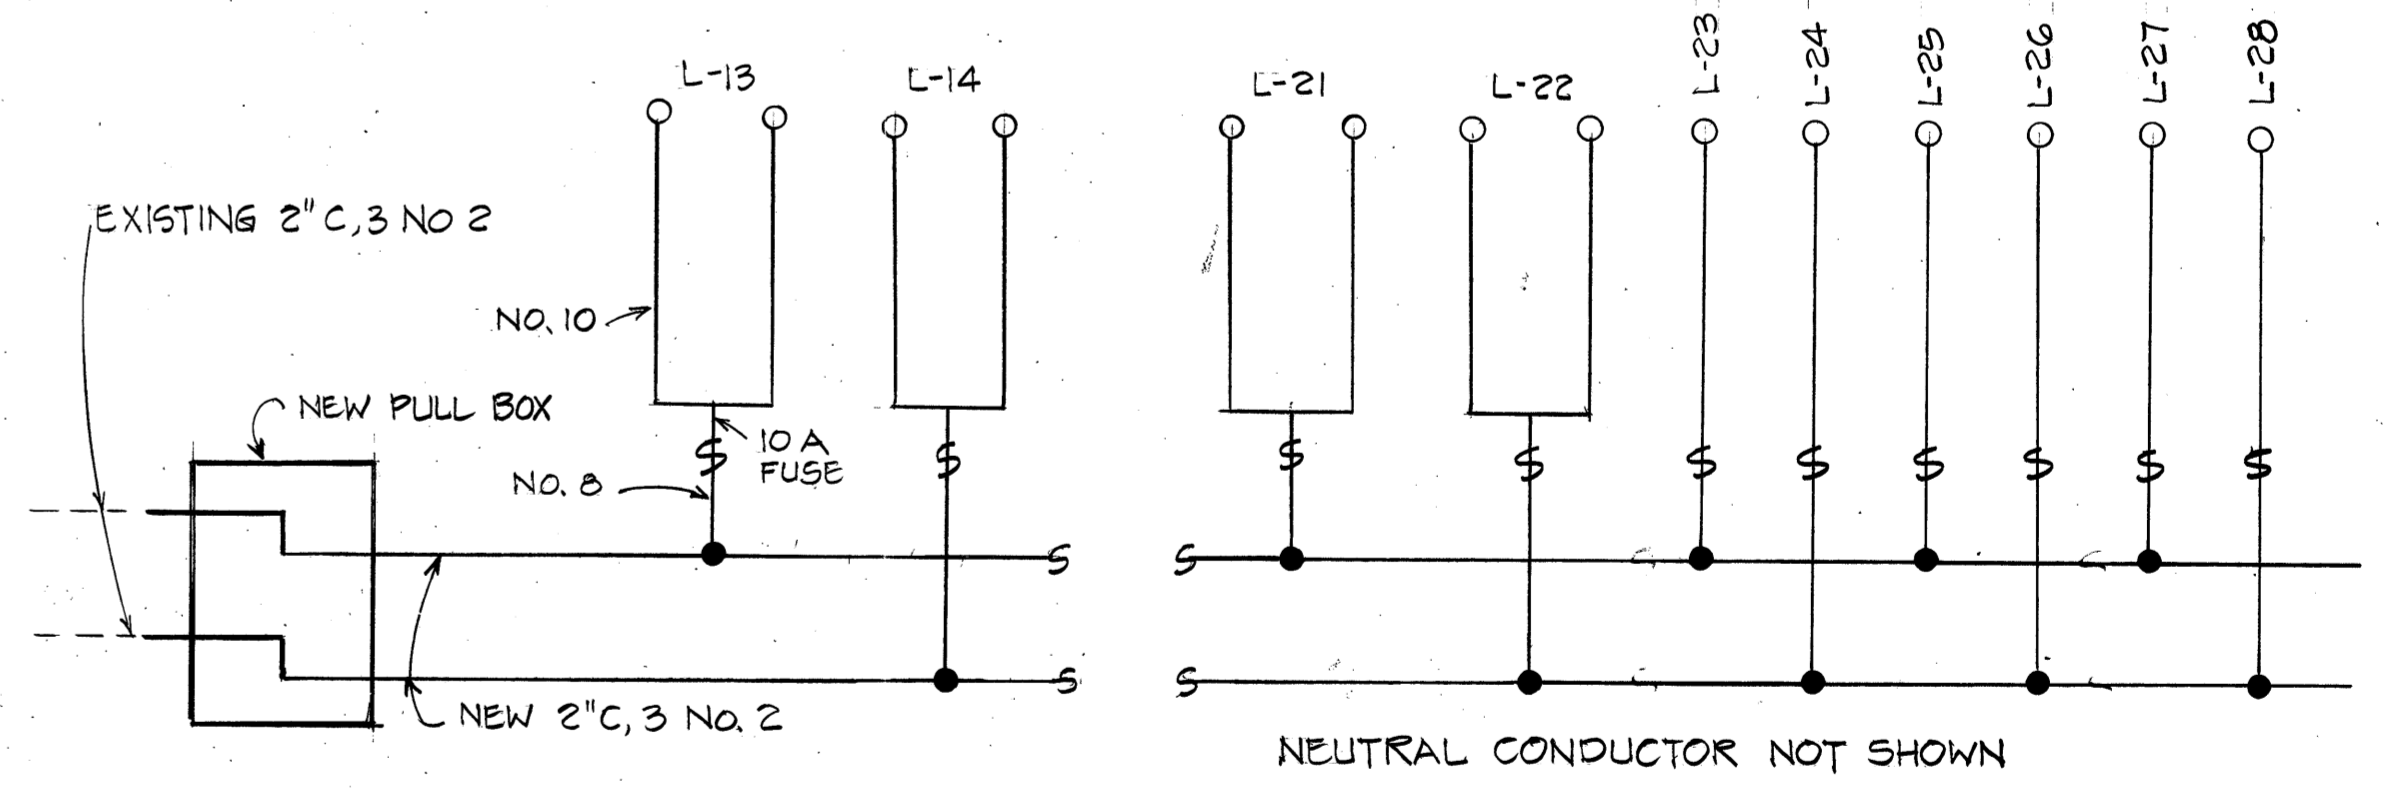 L-13
L-14
L-21
L-22
L-23
L-24
L-25
L-26
L-27
L-28
EXISTING 2" C, 3 NO 2
NO. 10
NEW PULL BOX
10 A
FUSE
NO. 8
$
$
$
$
$
$
$
$
$
$
S
S
S
S
NEW 2"C, 3 NO. 2
NEUTRAL CONDUCTOR NOT SHOWN